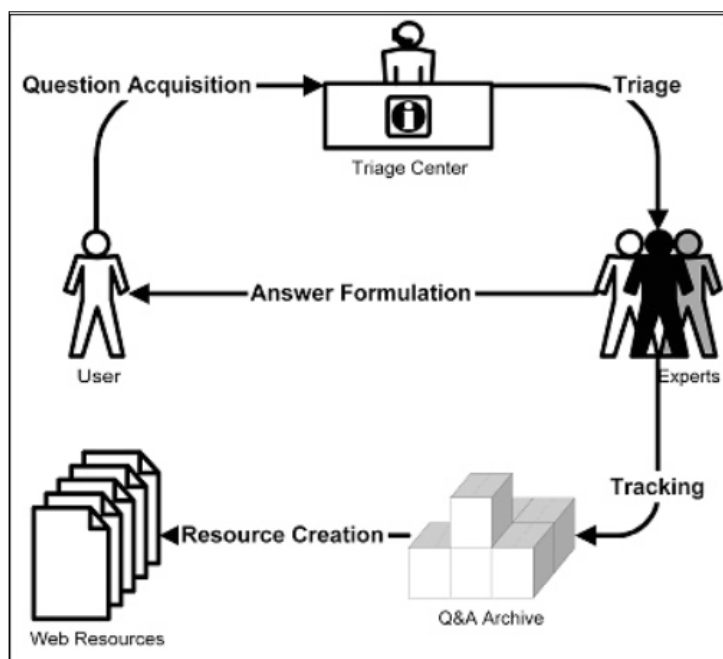 Question Acquisition
Triage
Triage Center
Answer Formulation
User
Experts
Tracking
Resource Creation
Q&A Archive
Web Resources